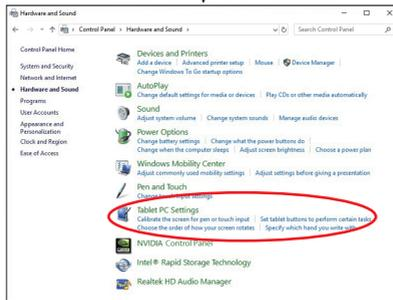 Hardware and Sound
Control Panel > Hardware and Sound >
Search Control Panel
Control Panel Home
System and Security
Network and Internet
Hardware and Sound
Programs
User Accounts
Appearance and
Personalization
Clock and Region
Ease of Access
Devices and Printers
Add a device | Advanced printer setup | Mouse | Device Manager
Change Windows To Go startup options
AutoPlay
Change default settings for media or devices | Play CDs or other media automatically
Sound
Adjust system volume | Change system sounds | Manage audio devices
Power Options
Change battery settings | Change what the power buttons do
Change when the computer sleeps | Adjust screen brightness | Choose a power plan
Windows Mobility Center
Adjust commonly used mobility settings | Adjust settings before giving a presentation
Pen and Touch
Change touch input settings
Tablet PC Settings
Calibrate the screen for pen or touch input | Set tablet buttons to perform certain tasks
Choose the order of how your screen rotates | Specify which hand you write with
NVIDIA Control Panel
Intel® Rapid Storage Technology
Realtek HD Audio Manager